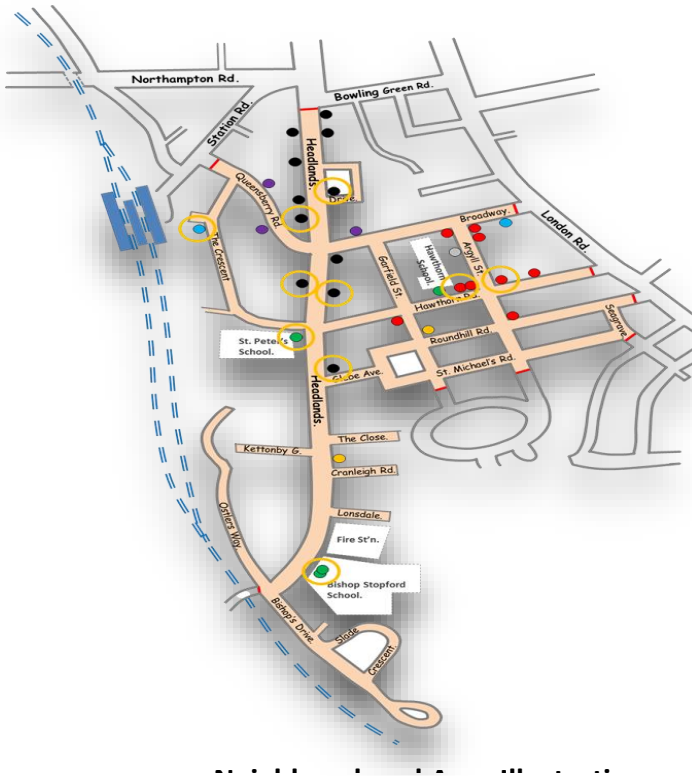 Northampton Rd.
Bowling Green Rd.
Station Rd.
Headlands.
Queensberry Rd.
Drive.
Broadway.
London Rd.
The Crescent.
Garfield St.
Hawthorn
School.
Argyll St.
Hawthorn Rd.
Seagrave
Roundhill Rd.
St. Peter's
School.
St. Michael's Rd.
Glebe Ave.
Headlands.
The Close.
Kettonby G.
Cranleigh Rd.
Ostlers Way.
Lonsdale.
Fire St'n.
Bishop Stopford
School.
Bishop's Drive.
Slade
Crescent.